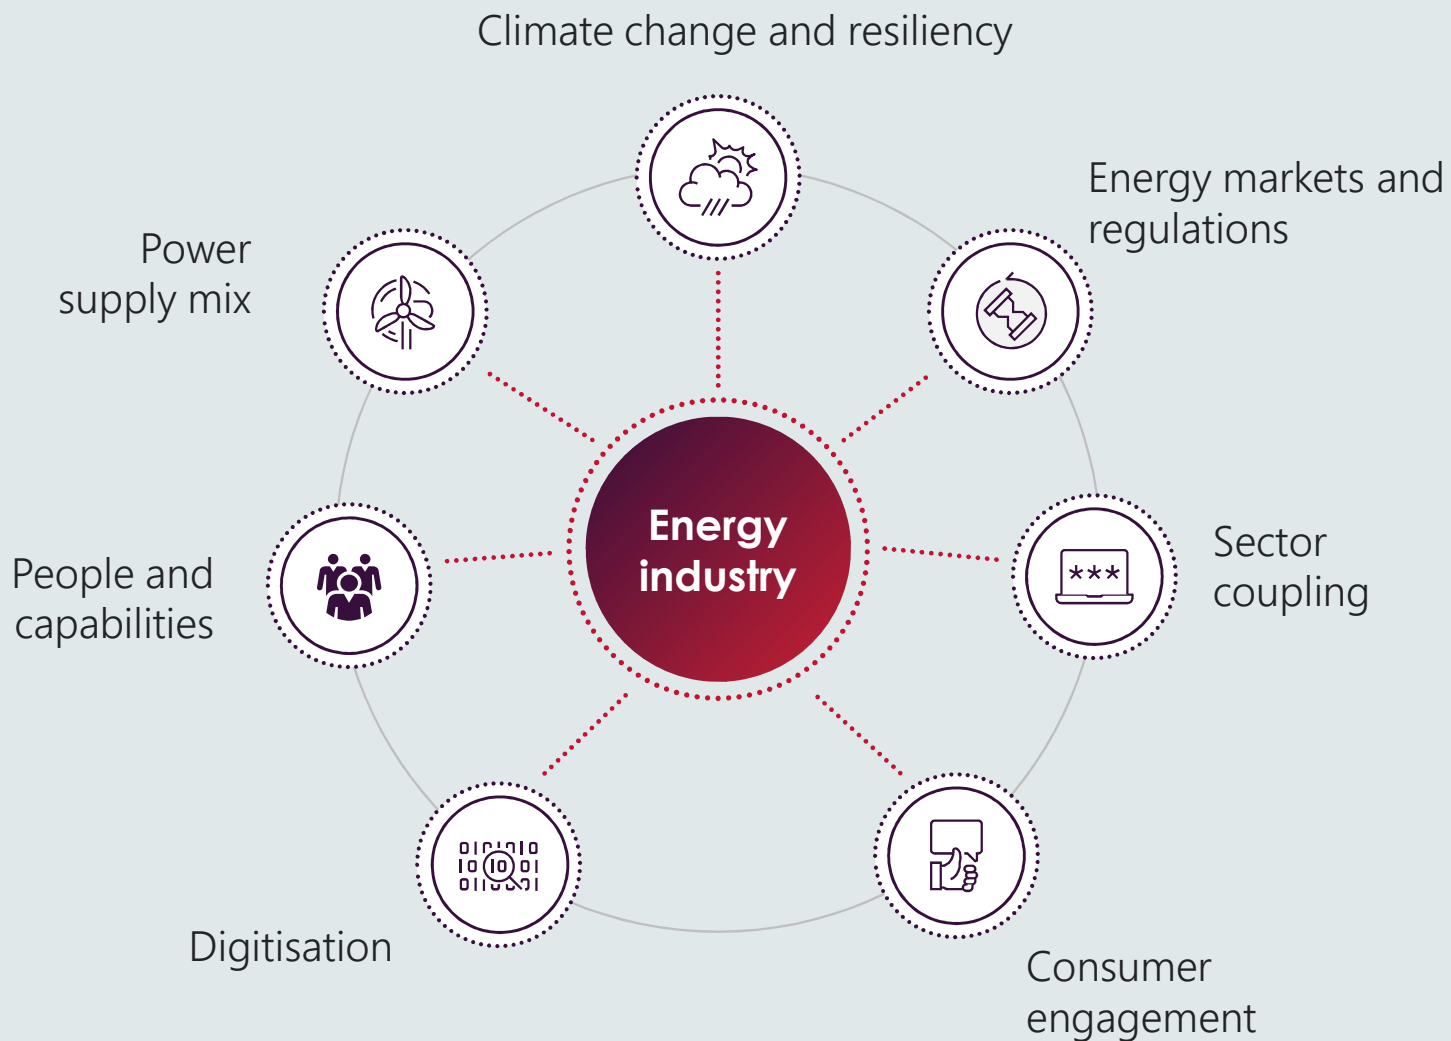 Climate change and resiliency
Energy markets and
regulations
Power
supply mix
Energy
industry
Sector
coupling
***
People and
capabilities
Digitisation
Consumer
engagement